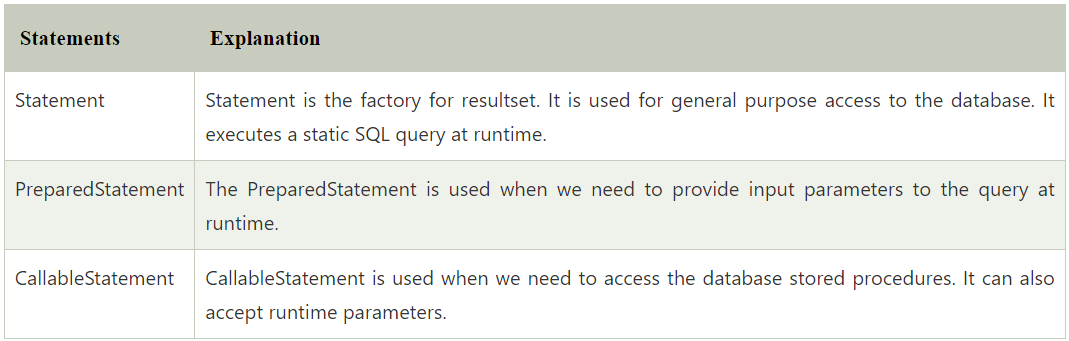 Statements Explanation
Statement Statement is the factory for resultset. It is used for general purpose access to the database. It
executes a static SQL query at runtime.
PreparedStatement The PreparedStatement is used when we need to provide input parameters to the query at
runtime.
CallableStatement CallableStatement is used when we need to access the database stored procedures. It can also
accept runtime parameters.